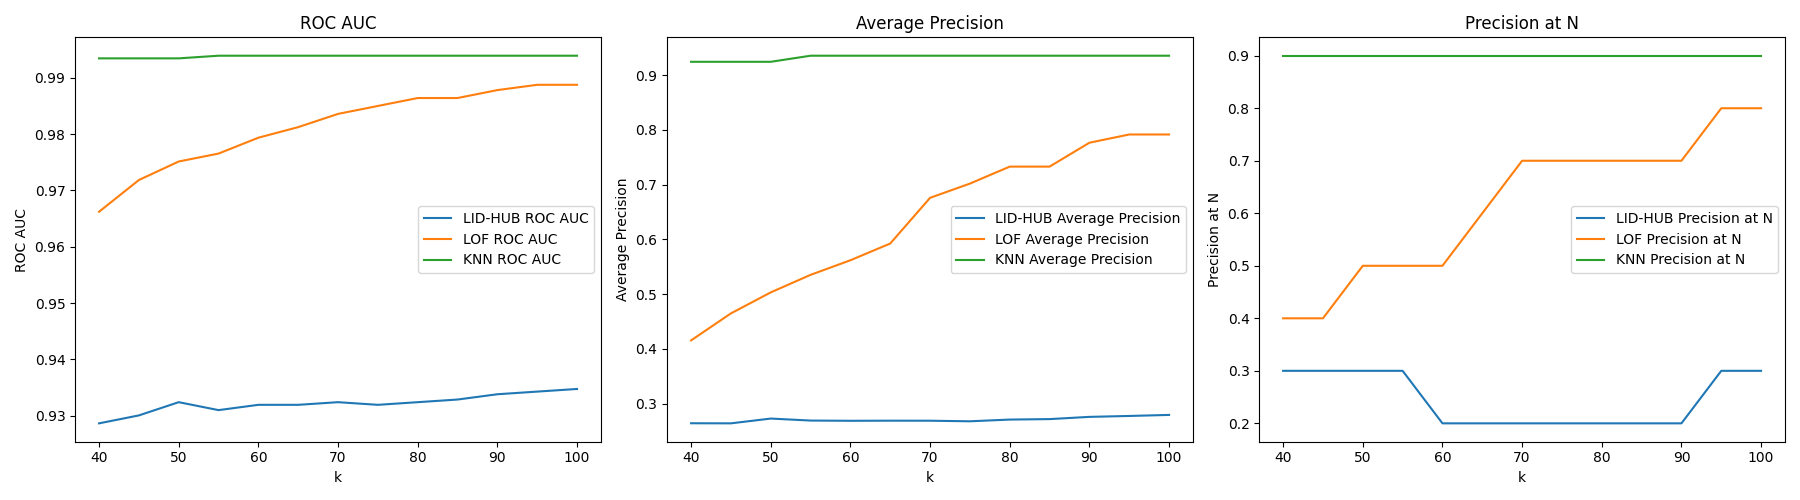 ROC AUC
ROC AUC
0.99
0.98
0.97
0.96
0.95
0.94
0.93
40 50 60 70 80 90 100
k
LID-HUB ROC AUC
LOF ROC AUC
KNN ROC AUC
Average Precision
Average Precision
0.9
0.8
0.7
0.6
0.5
0.4
0.3
40 50 60 70 80 90 100
k
LID-HUB Average Precision
LOF Average Precision
KNN Average Precision
Precision at N
Precision at N
0.9
0.8
0.7
0.6
0.5
0.4
0.3
0.2
40 50 60 70 80 90 100
k
LID-HUB Precision at N
LOF Precision at N
KNN Precision at N